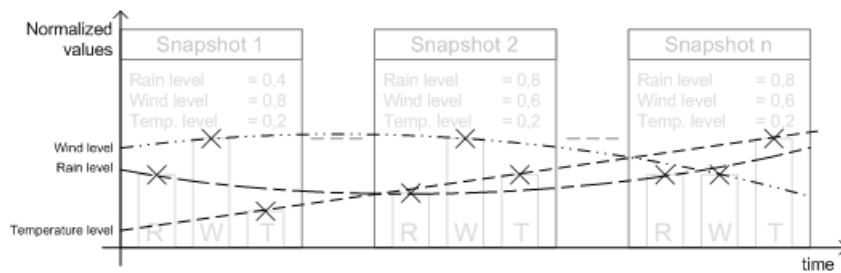 Normalized
values
Snapshot 1
Rain level = 0,4
Wind level = 0,8
Temp. level = 0,2
Snapshot 2
Rain level = 0,8
Wind level = 0,6
Temp. level = 0,2
Snapshot n
Rain level = 0,8
Wind level = 0,6
Temp. level = 0,2
Wind level
Rain level
Temperature level
R W T
R W T
R W T
time